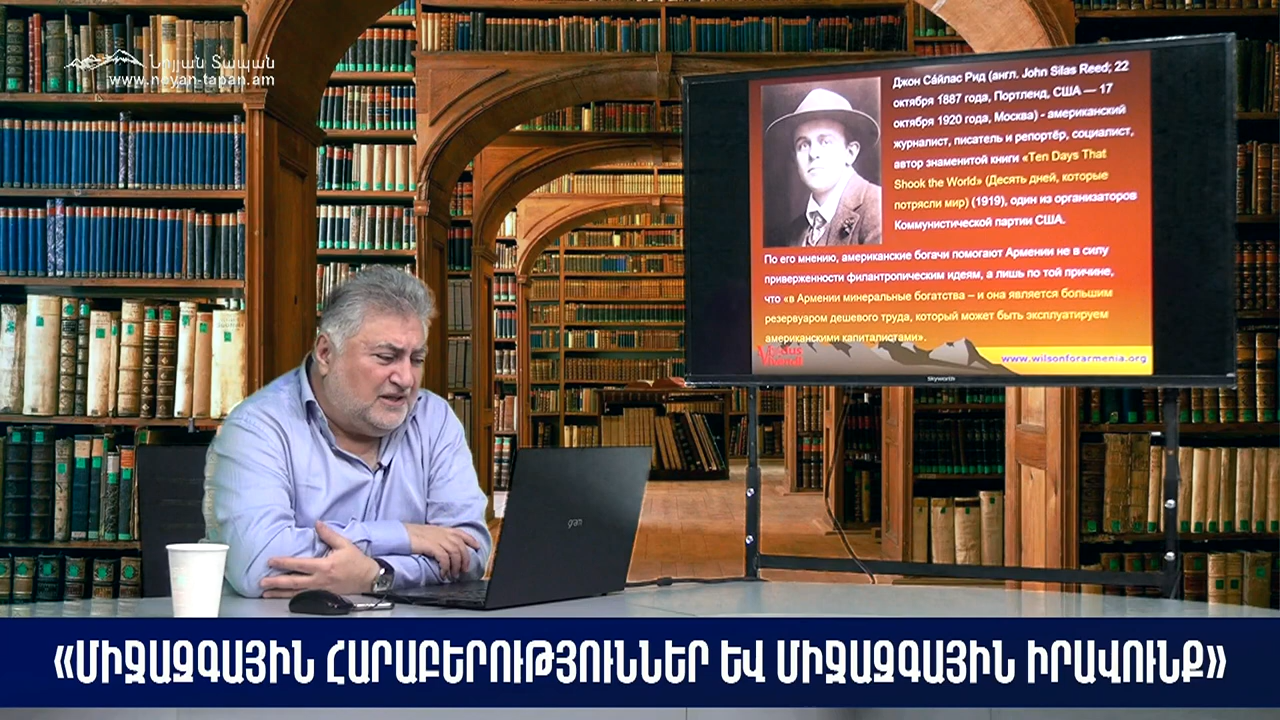 Նոյյան Տապան
www.noyan-tapan.am
Джон Са́йлас Рид (англ. John Silas Reed; 22
октября 1887 года, Портленд, США — 17
октября 1920 года, Москва) - американский
журналист, писатель и репортёр, социалист,
автор знаменитой книги «Ten Days That
Shook the World» (Десять дней, которые
потрясли мир) (1919), один из организаторов
Коммунистической партии США.
По его мнению, американские богачи помогают Армении не в силу
приверженности филантропическим идеям, а лишь по той причине,
что «в Армении минеральные богатства – и она является большим
резервуаром дешевого труда, который может быть эксплуатируем
американскими капиталистами».
www.wilsonforarmenia.org
Skyworth
gram
«ՄԻՋԱԶԳԱՅԻՆ ՀԱՐԱԲԵՐՈՒԹՅՈՒՆՆԵՐ ԵՎ ՄԻՋԱԶԳԱՅԻՆ ԻՐԱՎՈՒՆՔ»